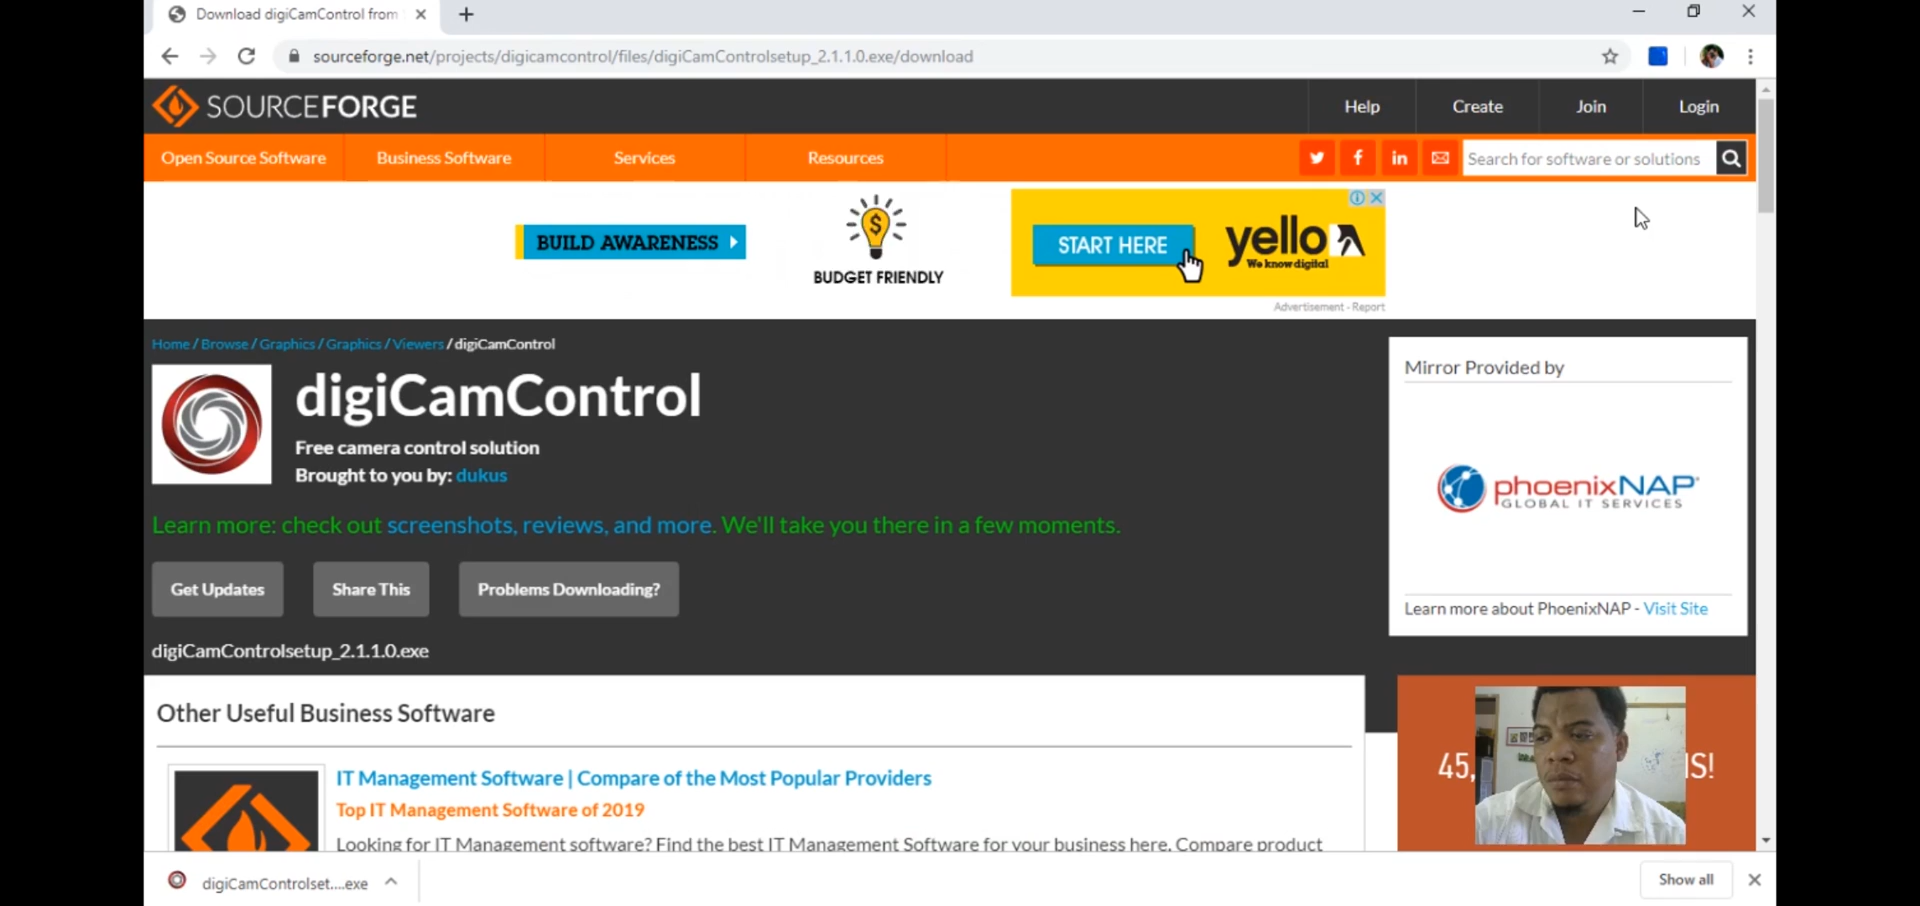 Download digiCamControl from
sourceforge.net/projects/digicamcontrol/files/digiCamControlsetup_2.1.1.0.exe/download
SOURCEFORGE
Help
Create
Join
Login
Open Source Software
Business Software
Services
Resources
Search for software or solutions
BUILD AWARENESS
BUDGET FRIENDLY
START HERE
yello
We know digital
Advertisement - Report
Home / Browse / Graphics / Graphics / Viewers / digiCamControl
digiCamControl
Free camera control solution
Brought to you by: dukus
Mirror Provided by
phoenixNAP
GLOBAL IT SERVICES
Learn more about PhoenixNAP - Visit Site
Learn more: check out screenshots, reviews, and more. We'll take you there in a few moments.
Get Updates
Share This
Problems Downloading?
digiCamControlsetup_2.1.1.0.exe
Other Useful Business Software
IT Management Software | Compare of the Most Popular Providers
Top IT Management Software of 2019
Looking for IT Management software? Find the best IT Management Software for your business here. Compare product
45,
S!
digiCamControlset....exe
Show all